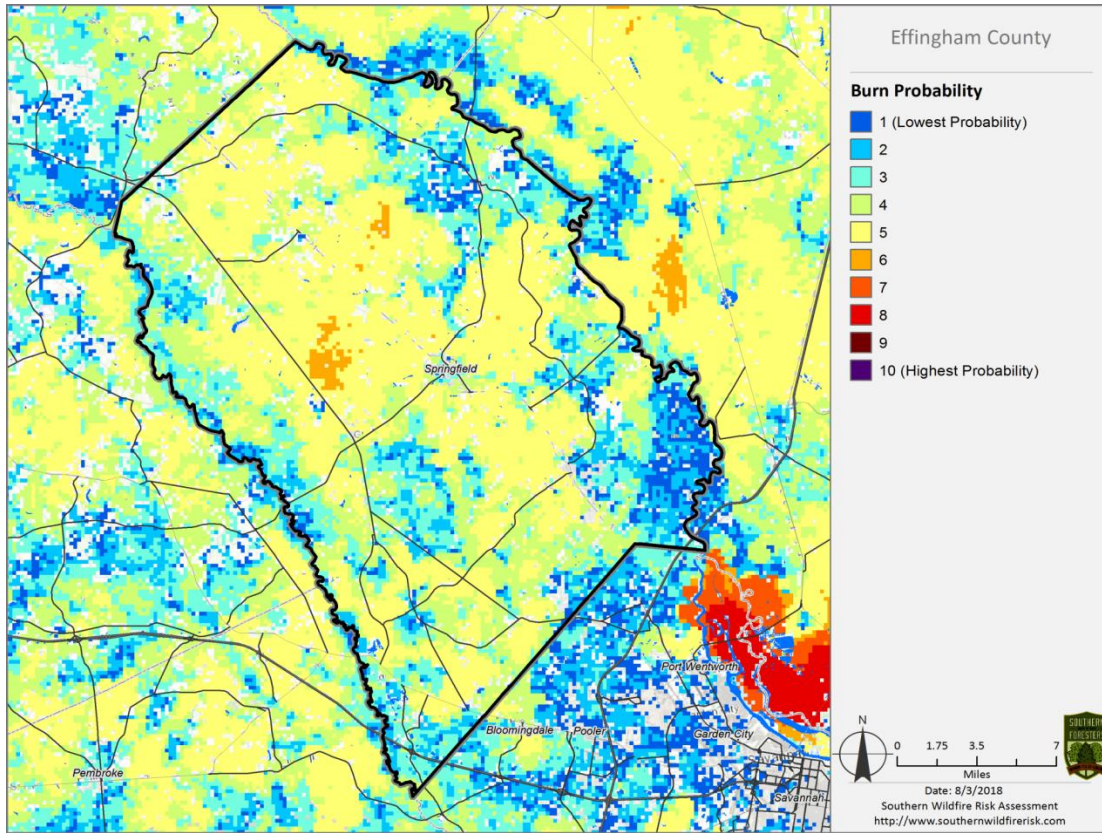 Effingham County
Burn Probability
1 (Lowest Probability)
2
3
4
5
6
7
8
9
10 (Highest Probability)
Springfield
Port Wentworth
Bloomingdale
Pooler
Garden City
Pembroke
Savannah
N
0 1.75 3.5 7
Miles
Date: 8/3/2018
Southern Wildfire Risk Assessment
http://www.southernwildfirerisk.com
SOUTHERN
FORESTERS